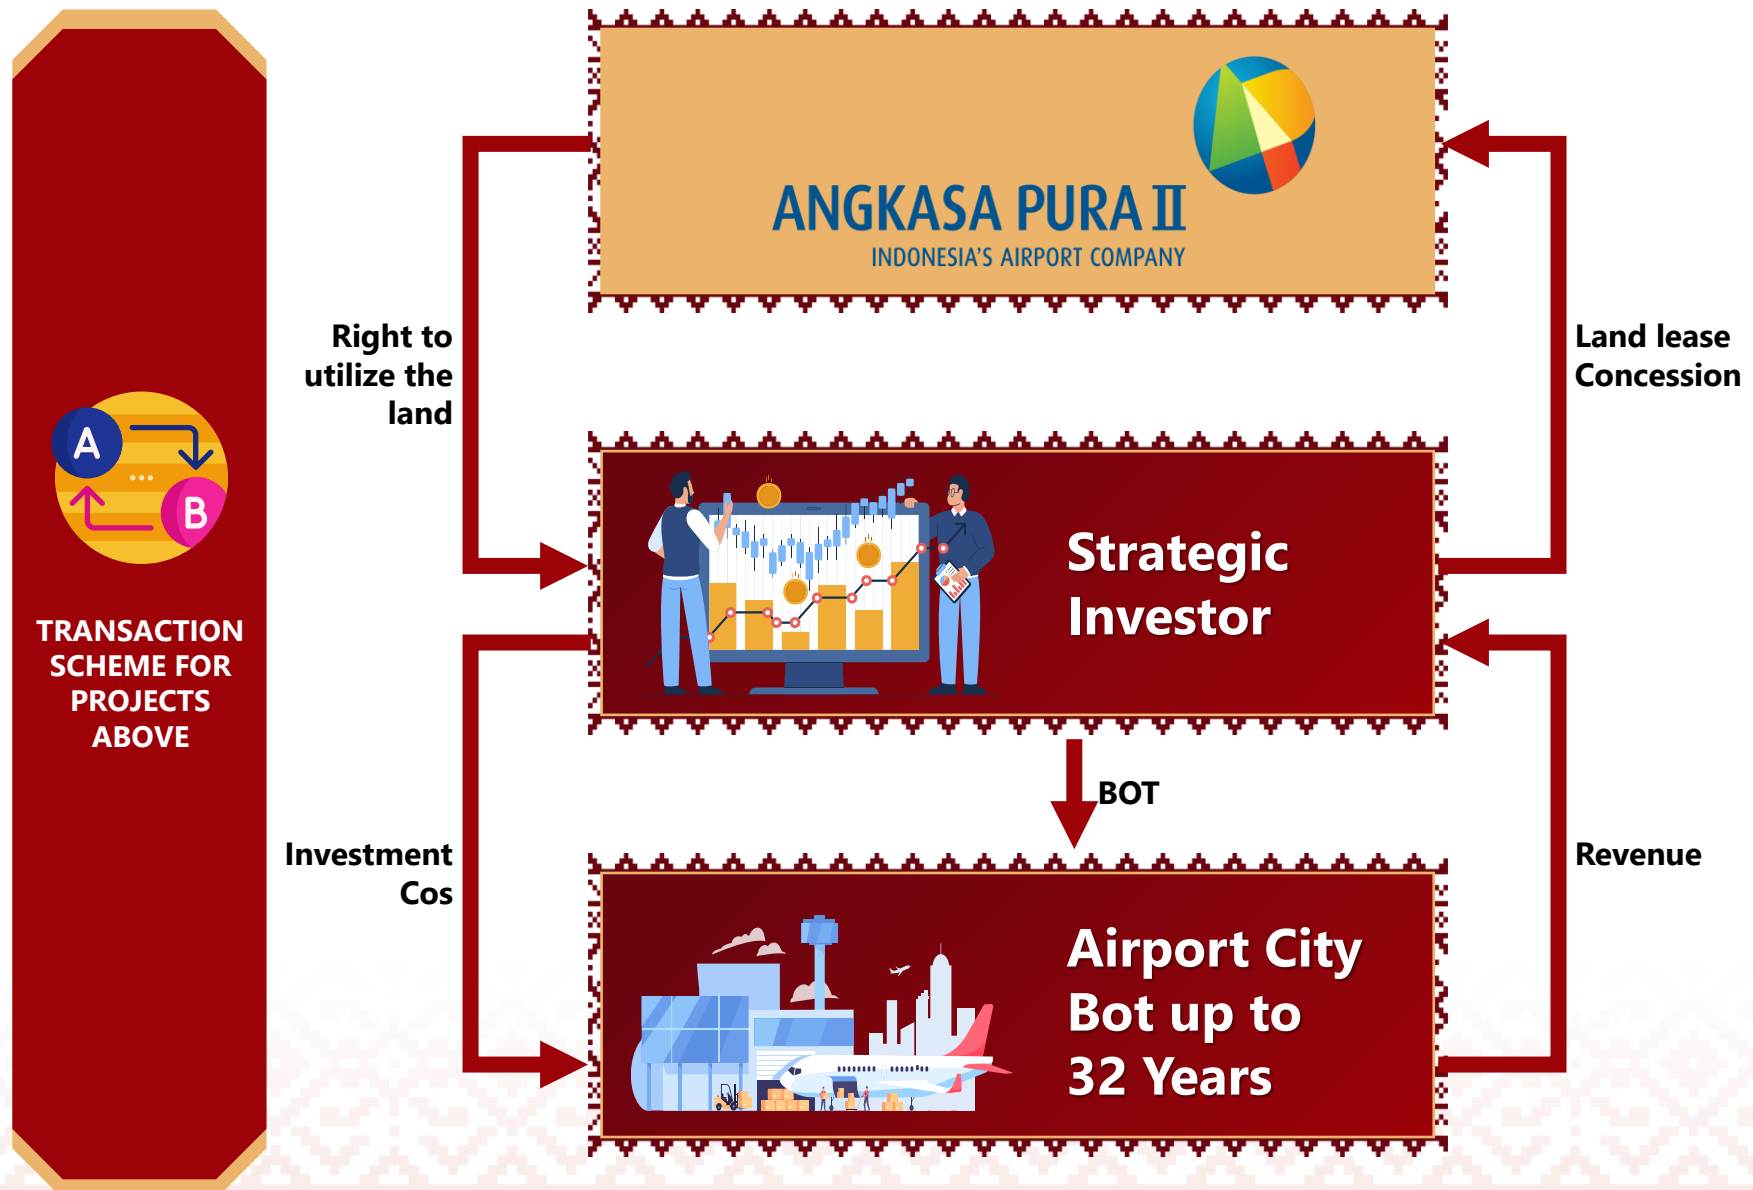 ANGKASA PURA II
INDONESIA'S AIRPORT COMPANY
Right to
utilize the
land
Land lease
Concession
A
B
TRANSACTION
SCHEME FOR
PROJECTS
ABOVE
Strategic
Investor
BOT
Investment
Cos
Revenue
Airport City
Bot up to
32 Years